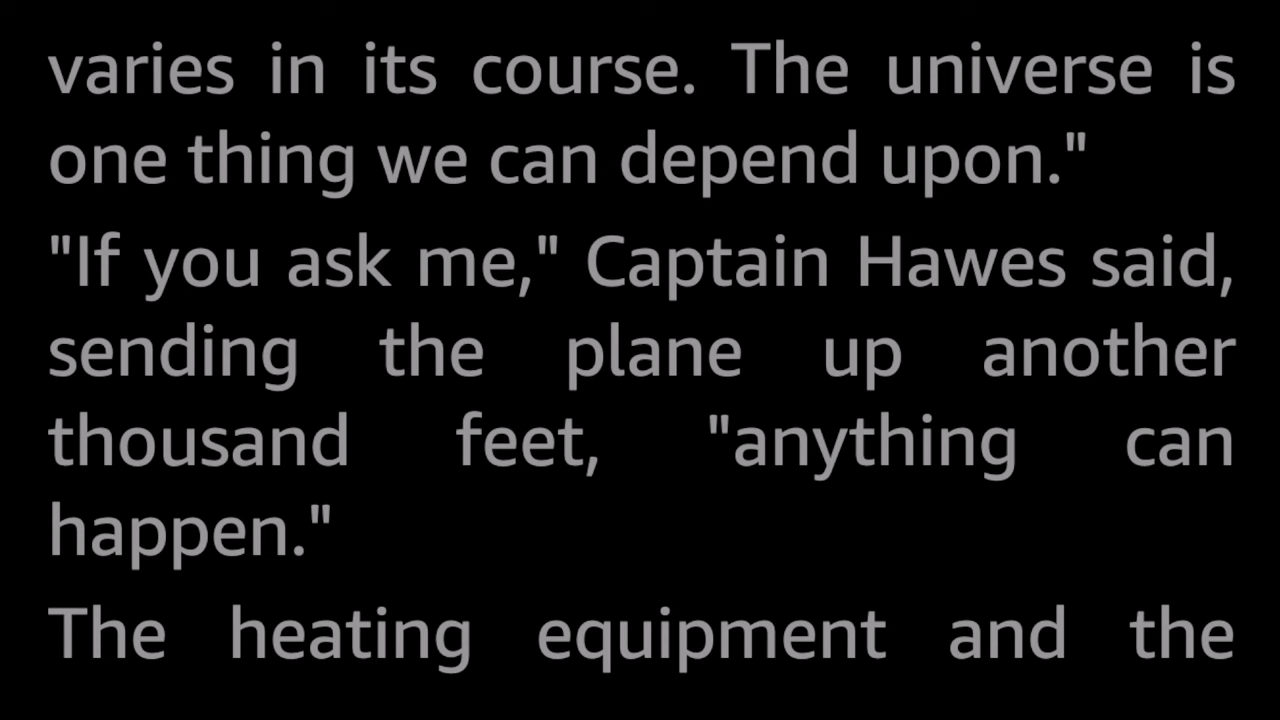 varies in its course. The universe is
one thing we can depend upon."
"If you ask me," Captain Hawes said,
sending the plane up another
thousand feet, "anything can
happen."
The heating equipment and the